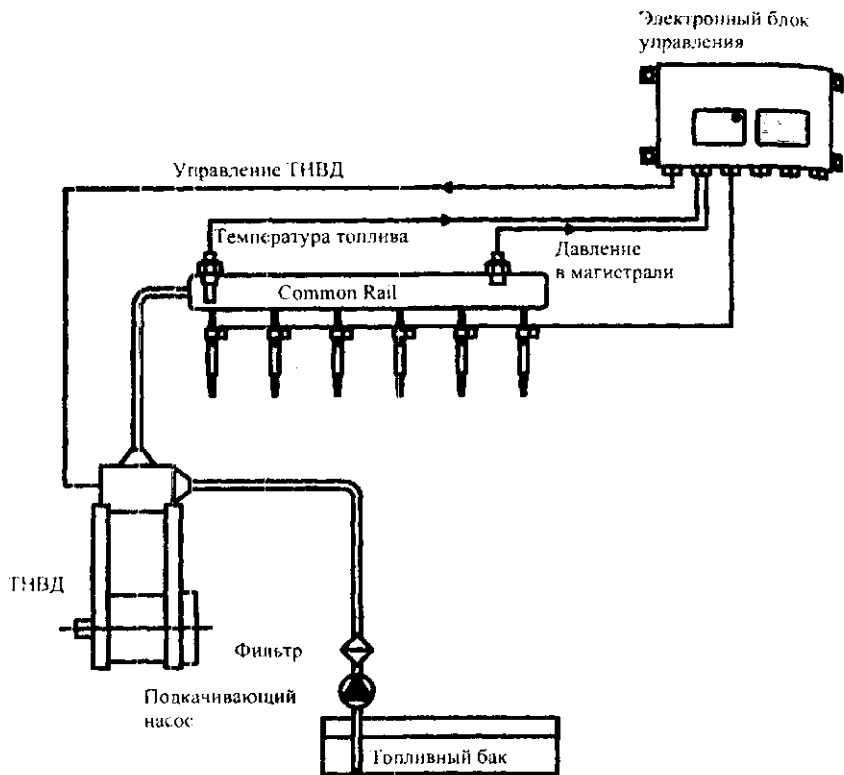 Электронный блок
управления
Управление ТНВД
Температура топлива
Давление
в магистрали
Common Rail
ТНВД
Фильтр
Подкачивающий
насос
Топливный бак